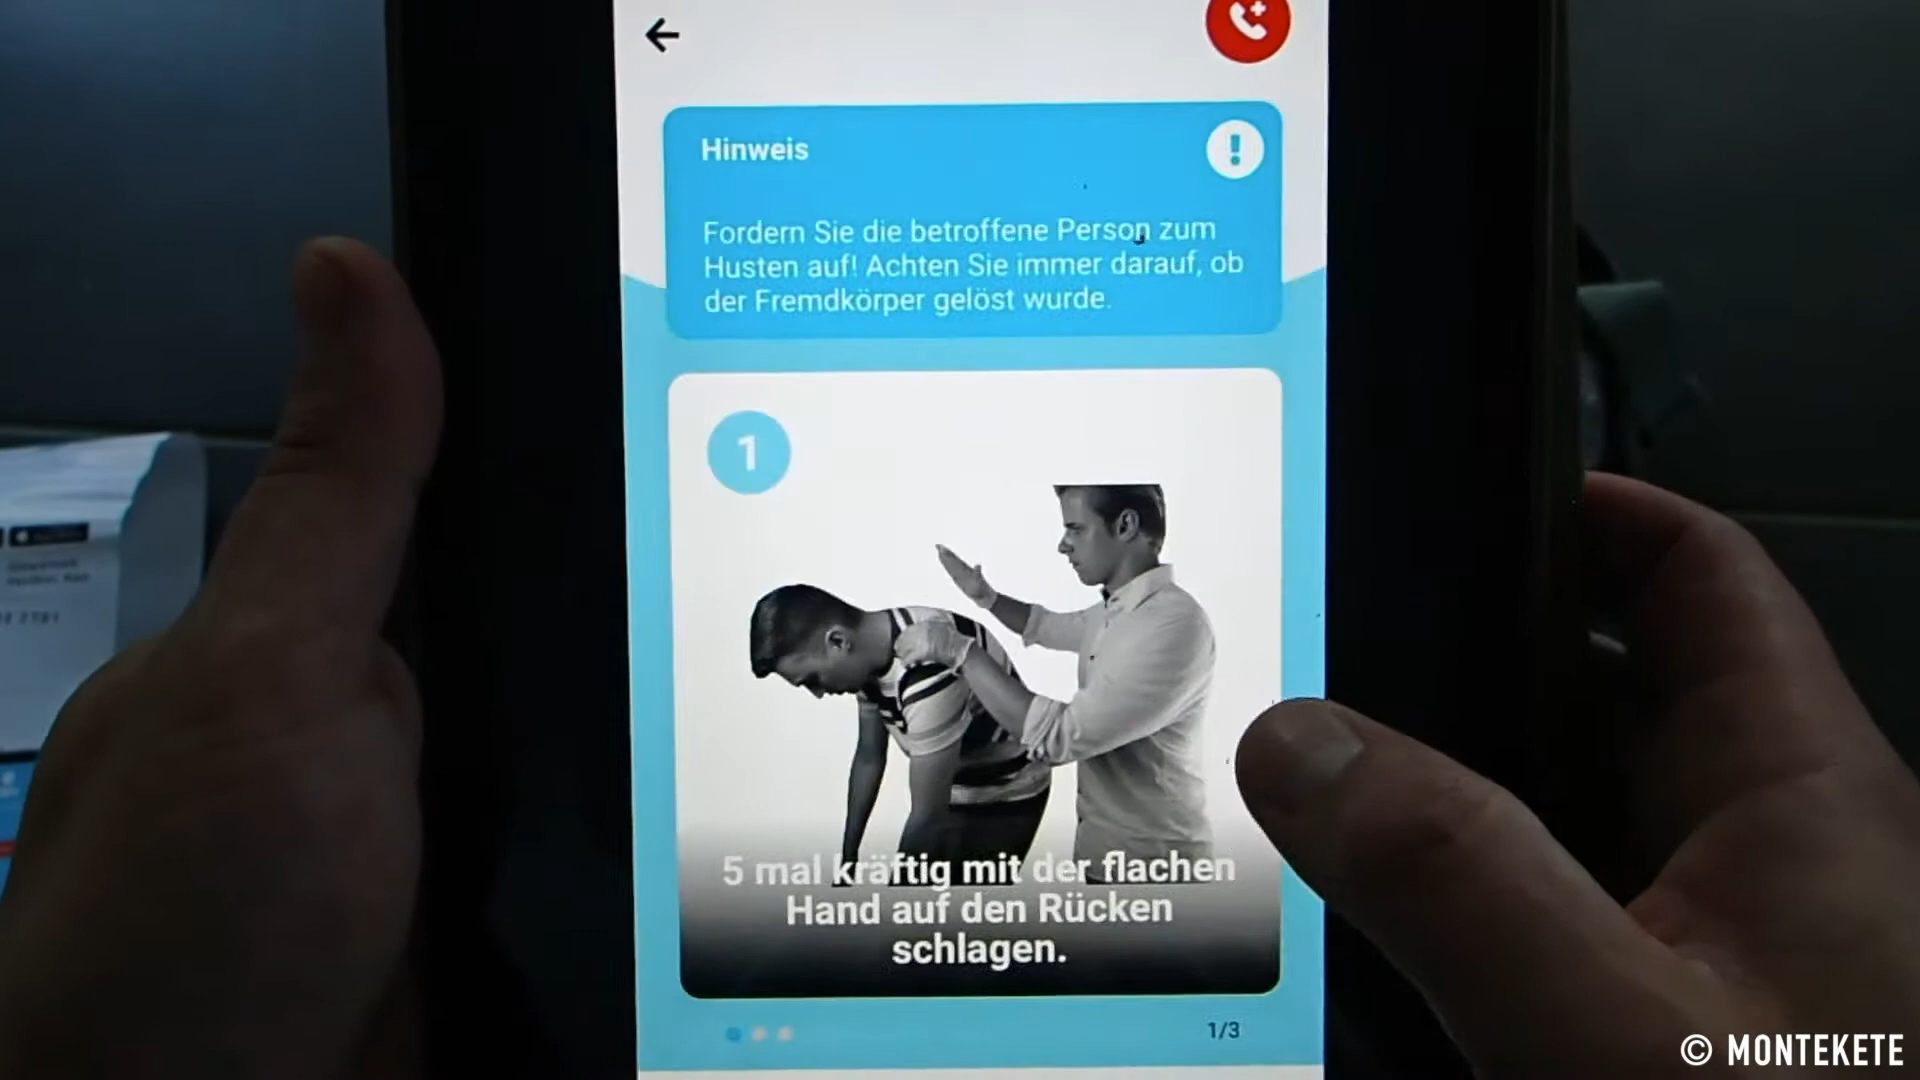 Hinweis
!
Fordern Sie die betroffene Person zum
Husten auf! Achten Sie immer darauf, ob
der Fremdkörper gelöst wurde.
1
5 mal kräftig mit der flachen
Hand auf den Rücken
schlagen.
1/3
© MONTEKETE